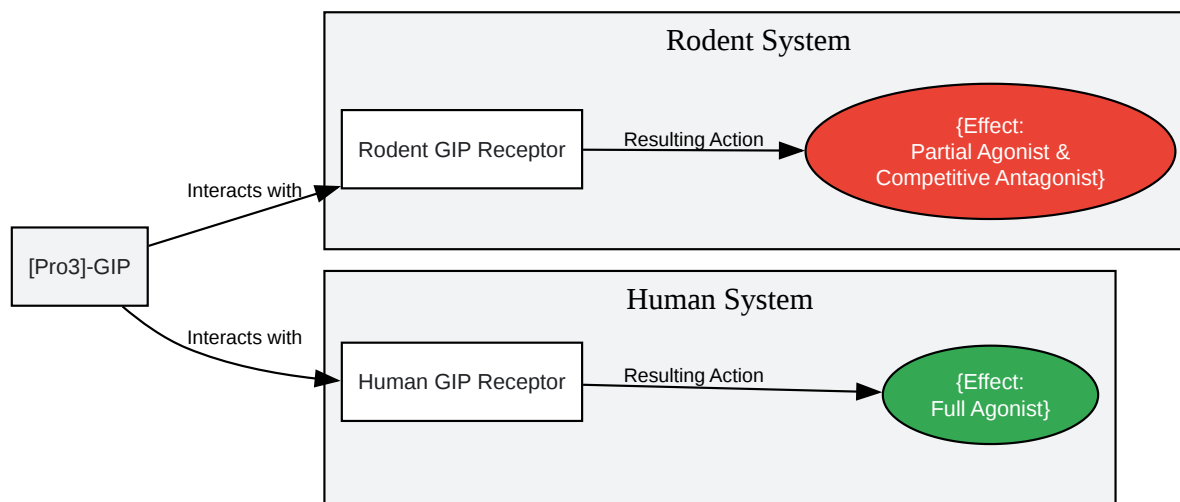 Rodent System
{Effect:
Partial Agonist &
Competitive Antagonist}
Resulting Action
Rodent GIP Receptor
Interacts with
[Pro3]-GIP
Human System
Interacts with
Human GIP Receptor
Resulting Action
{Effect:
Full Agonist}